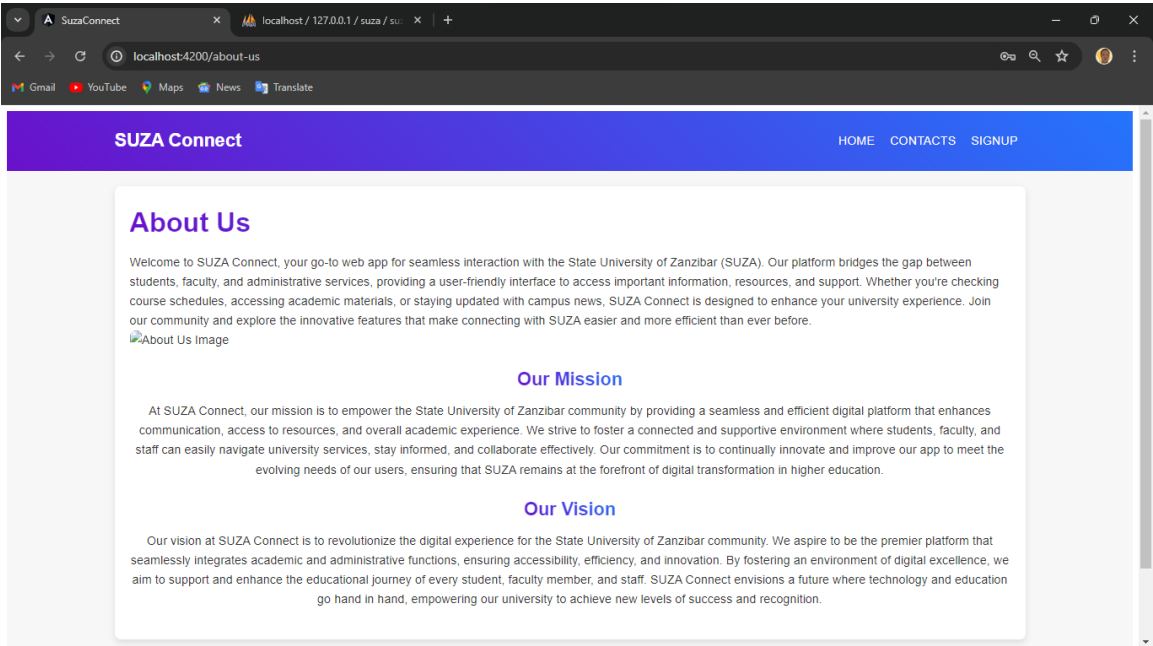 SuzaConnect
localhost / 127.0.0.1 / suza / su
localhost:4200/about-us
Gmail YouTube Maps News Translate
SUZA Connect
HOME CONTACTS SIGNUP
About Us
Welcome to SUZA Connect, your go-to web app for seamless interaction with the State University of Zanzibar (SUZA). Our platform bridges the gap between
students, faculty, and administrative services, providing a user-friendly interface to access important information, resources, and support. Whether you're checking
course schedules, accessing academic materials, or staying updated with campus news, SUZA Connect is designed to enhance your university experience. Join
our community and explore the innovative features that make connecting with SUZA easier and more efficient than ever before.
About Us Image
Our Mission
At SUZA Connect, our mission is to empower the State University of Zanzibar community by providing a seamless and efficient digital platform that enhances
communication, access to resources, and overall academic experience. We strive to foster a connected and supportive environment where students, faculty, and
staff can easily navigate university services, stay informed, and collaborate effectively. Our commitment is to continually innovate and improve our app to meet the
evolving needs of our users, ensuring that SUZA remains at the forefront of digital transformation in higher education.
Our Vision
Our vision at SUZA Connect is to revolutionize the digital experience for the State University of Zanzibar community. We aspire to be the premier platform that
seamlessly integrates academic and administrative functions, ensuring accessibility, efficiency, and innovation. By fostering an environment of digital excellence, we
aim to support and enhance the educational journey of every student, faculty member, and staff. SUZA Connect envisions a future where technology and education
go hand in hand, empowering our university to achieve new levels of success and recognition.